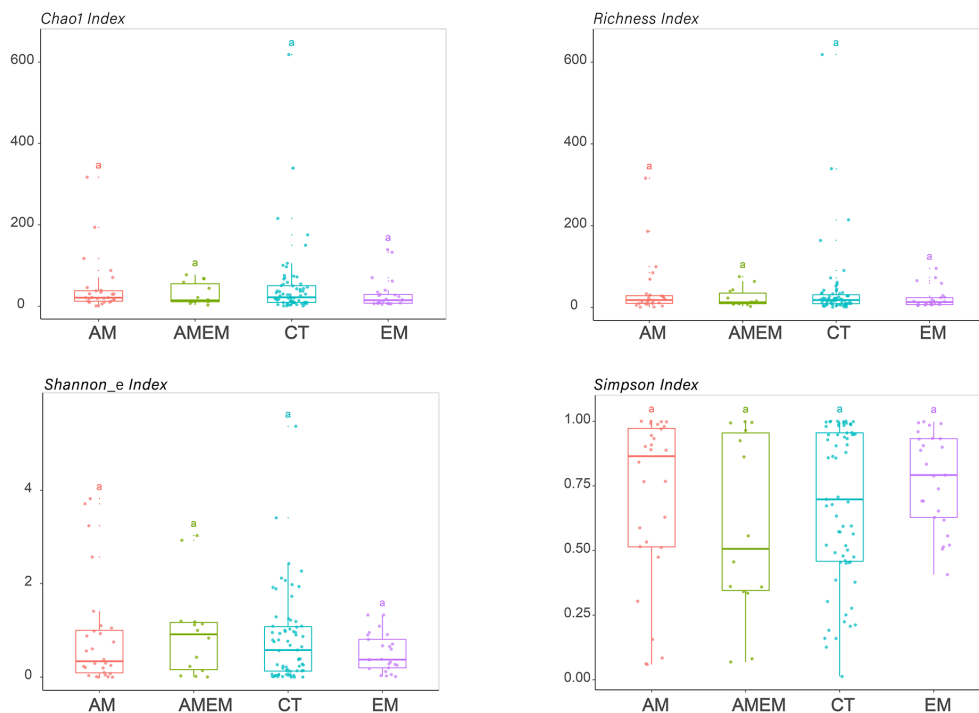 Chao1 Index
600
400
200
0
a
a
a
a
AM
AMEM
CT
EM
Richness Index
600
400
200
0
a
a
a
a
AM
AMEM
CT
EM
Shannon_e Index
4
2
0
a
a
a
a
AM
AMEM
CT
EM
Simpson Index
1.00
0.75
0.50
0.25
0.00
a
a
a
a
AM
AMEM
CT
EM